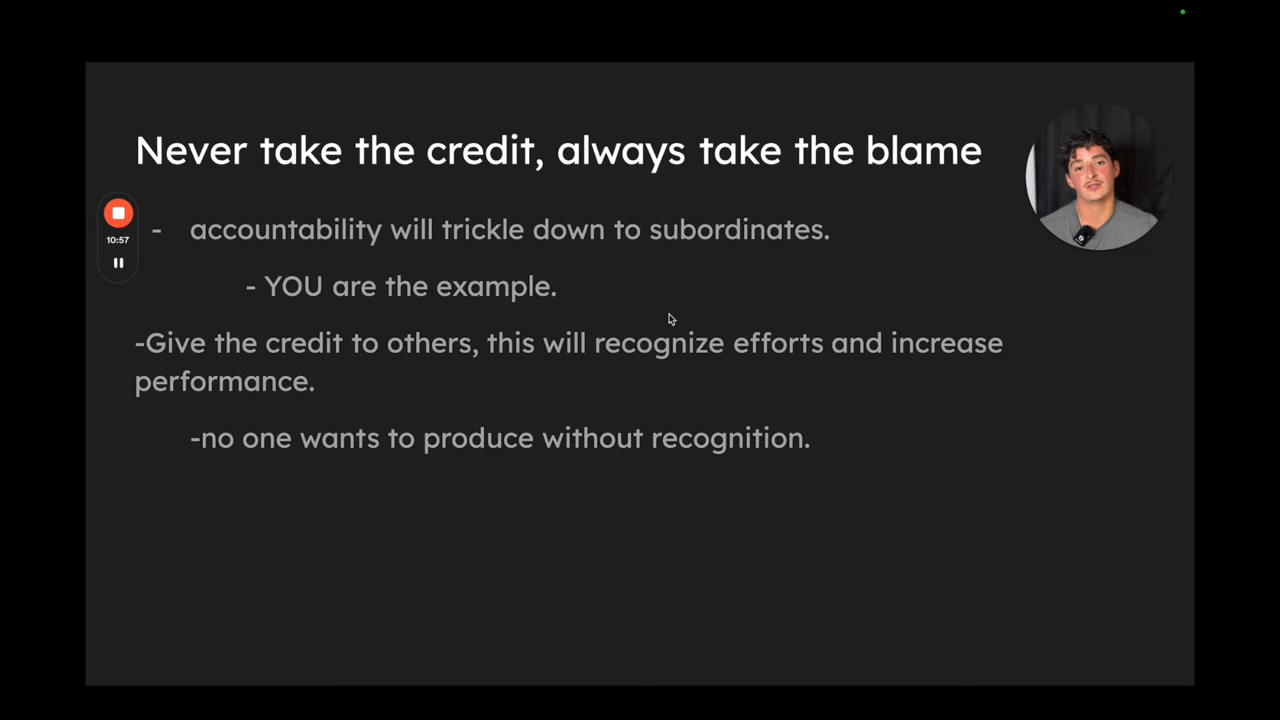 Never take the credit, always take the blame
- accountability will trickle down to subordinates.
10:57
- YOU are the example.
-Give the credit to others, this will recognize efforts and increase
performance.
-no one wants to produce without recognition.